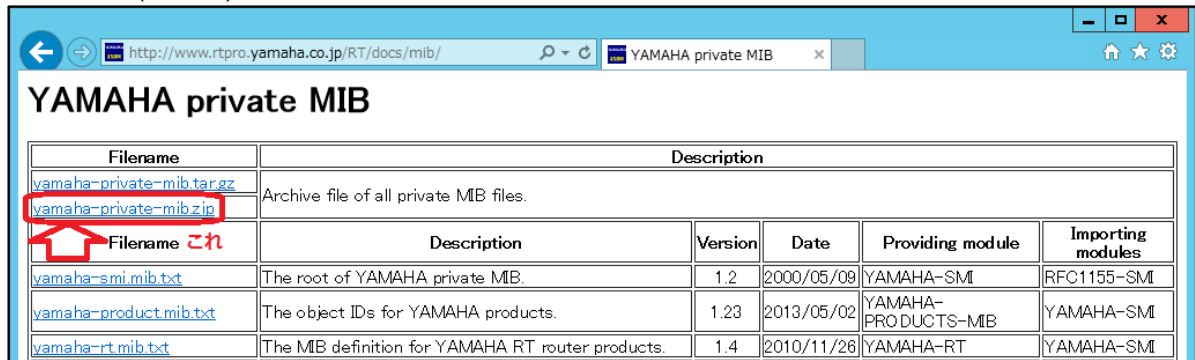 http://www.rtpro.yamaha.co.jp/RT/docs/mib/
YAMAHA private MIB
YAMAHA private MIB
Filename Description
yamaha-private-mib.tar.gz
Archive file of all private MIB files.
yamaha-private-mib.zip
Filename これ Description Version Date Providing module Importing modules
yamaha-smi.mib.txt The root of YAMAHA private MIB. 1.2 2000/05/09 YAMAHA-SMI RFC1155-SMI
yamaha-product.mib.txt The object IDs for YAMAHA products. 1.23 2013/05/02 YAMAHA-PRODUCTS-MIB YAMAHA-SMI
yamaha-rt.mib.txt The MIB definition for YAMAHA RT router products. 1.4 2010/11/26 YAMAHA-RT YAMAHA-SMI